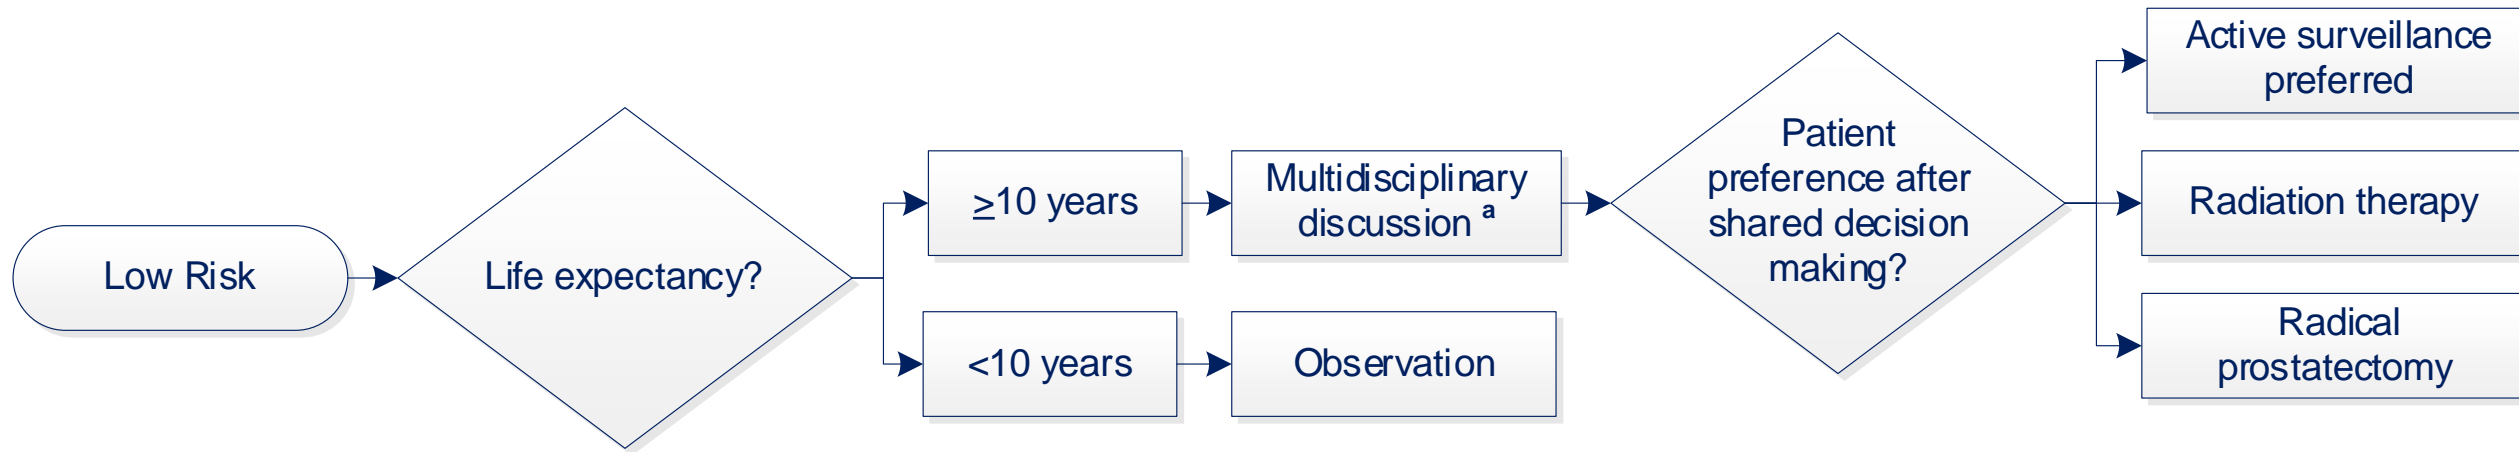 Low Risk
Life expectancy?
≥10 years
Multidisciplinary
discussion a
<10 years
Observation
Patient
preference after
shared decision
making?
Active surveillance
preferred
Radiation therapy
Radical
prostatectomy